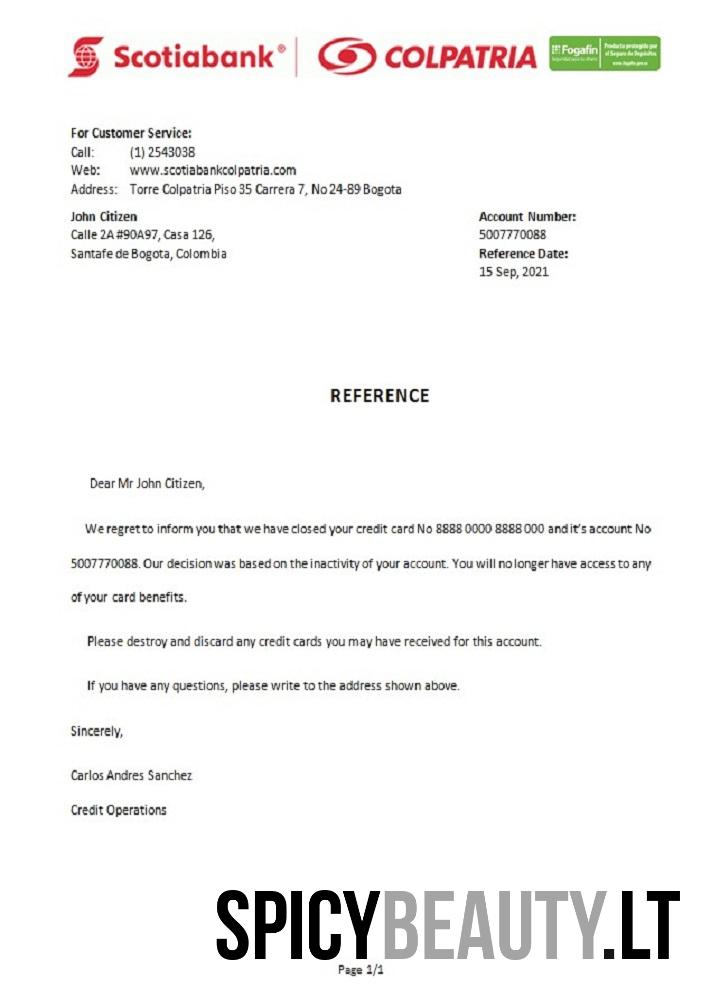 Scotiabank® COLPATRIA Fogafín Producto protegido por
el Seguro de Depósitos
For Customer Service:
Call: (1) 2543038
Web: www.scotiabankcolpatria.com
Address: Torre Colpatria Piso 35 Carrera 7, No 24-89 Bogota
John Citizen Account Number:
Calle 2A #90A97, Casa 126, 5007770088
Santafe de Bogota, Colombia Reference Date:
15 Sep, 2021
REFERENCE
Dear Mr John Citizen,
We regret to inform you that we have closed your credit card No 8888 0000 8888 000 and it's account No
5007770088. Our decision was based on the inactivity of your account. You will no longer have access to any
of your card benefits.
Please destroy and discard any credit cards you may have received for this account.
If you have any questions, please write to the address shown above.
Sincerely,
Carlos Andres Sanchez
Credit Operations
SPICYBEAUTY.LT
Page 1/1